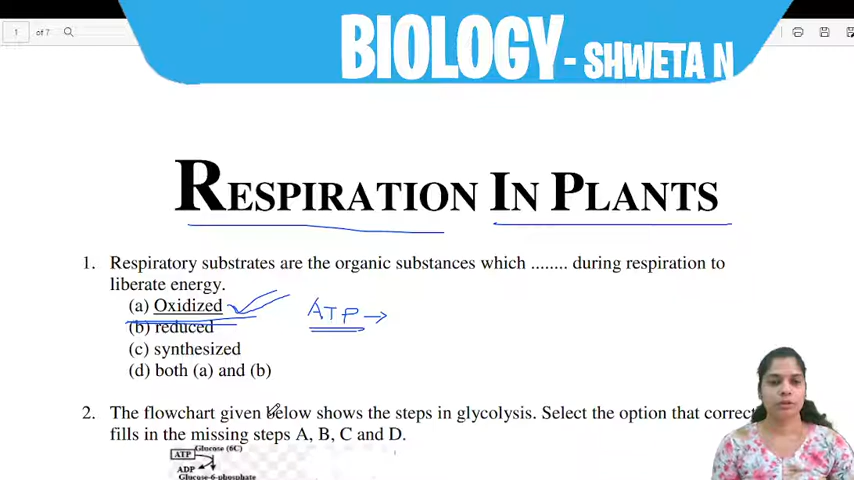 1 of 7
BIOLOGY - SHWETA N
RESPIRATION IN PLANTS
1. Respiratory substrates are the organic substances which ........ during respiration to
liberate energy.
(a) Oxidized
ATP →
(b) reduced
(c) synthesized
(d) both (a) and (b)
2. The flowchart given below shows the steps in glycolysis. Select the option that correc
fills in the missing steps A, B, C and D.
Glucose (6C)
ATP
ADP
Glucose-6-phosphate